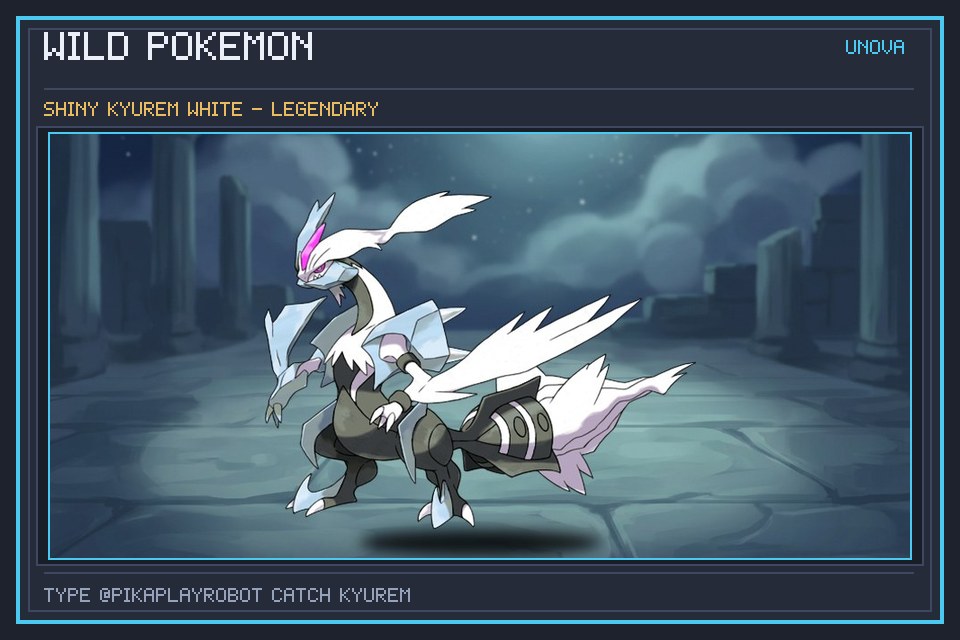 WILD POKEMON
UNOVA
SHINY KYUREM WHITE - LEGENDARY
TYPE @PIKAPLAYROBOT CATCH KYUREM